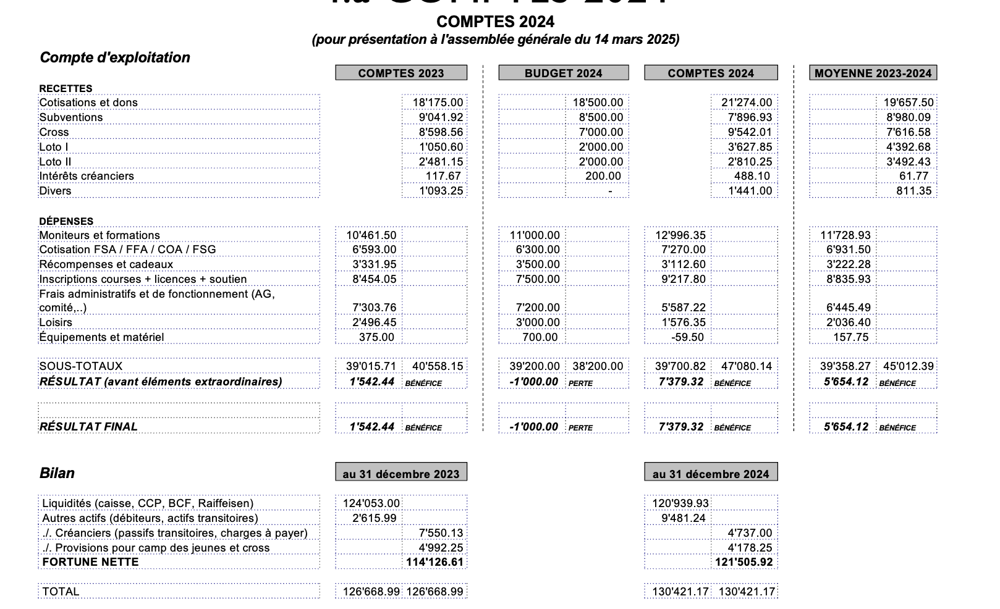 COMPTES 2024
(pour présentation à l'assemblée générale du 14 mars 2025)
Compte d'exploitation
COMPTES 2023 BUDGET 2024 COMPTES 2024 MOYENNE 2023-2024
RECETTES
Cotisations et dons 18'175.00 18'500.00 21'274.00 19'657.50
Subventions 9'041.92 8'500.00 7'896.93 8'980.09
Cross 8'598.56 7'000.00 9'542.01 7'616.58
Loto I 1'050.60 2'000.00 3'627.85 4'392.68
Loto II 2'481.15 2'000.00 2'810.25 3'492.43
Intérêts créanciers 117.67 200.00 488.10 61.77
Divers 1'093.25 - 1'441.00 811.35
DÉPENSES
Moniteurs et formations 10'461.50 11'000.00 12'996.35 11'728.93
Cotisation FSA / FFA / COA / FSG 6'593.00 6'300.00 7'270.00 6'931.50
Récompenses et cadeaux 3'331.95 3'500.00 3'112.60 3'222.28
Inscriptions courses + licences + soutien 8'454.05 7'500.00 9'217.80 8'835.93
Frais administratifs et de fonctionnement (AG,
comité,..) 7'303.76 7'200.00 5'587.22 6'445.49
Loisirs 2'496.45 3'000.00 1'576.35 2'036.40
Équipements et matériel 375.00 700.00 -59.50 157.75
SOUS-TOTAUX 39'015.71 40'558.15 39'200.00 38'200.00 39'700.82 47'080.14 39'358.27 45'012.39
RÉSULTAT (avant éléments extraordinaires) 1'542.44 BÉNÉFICE -1'000.00 PERTE 7'379.32 BÉNÉFICE 5'654.12 BÉNÉFICE
RÉSULTAT FINAL 1'542.44 BÉNÉFICE -1'000.00 PERTE 7'379.32 BÉNÉFICE 5'654.12 BÉNÉFICE
Bilan au 31 décembre 2023 au 31 décembre 2024
Liquidités (caisse, CCP, BCF, Raiffeisen) 124'053.00 120'939.93
Autres actifs (débiteurs, actifs transitoires) 2'615.99 9'481.24
./. Créanciers (passifs transitoires, charges à payer) 7'550.13 4'737.00
./. Provisions pour camp des jeunes et cross 4'992.25 4'178.25
FORTUNE NETTE 114'126.61 121'505.92
TOTAL 126'668.99 126'668.99 130'421.17 130'421.17